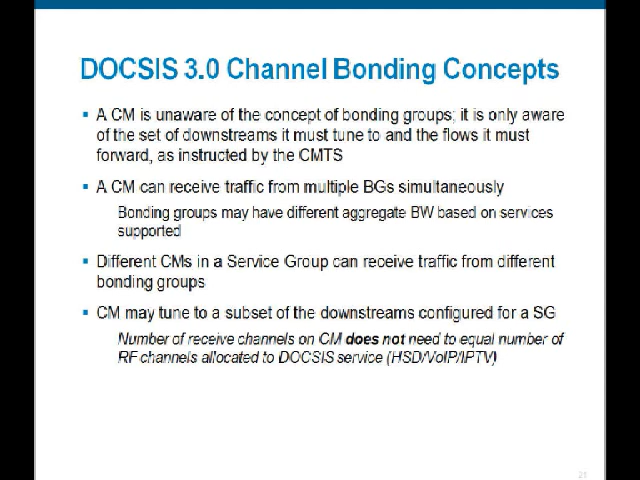 DOCSIS 3.0 Channel Bonding Concepts
▪ A CM is unaware of the concept of bonding groups; it is only aware
of the set of downstreams it must tune to and the flows it must
forward, as instructed by the CMTS
▪ A CM can receive traffic from multiple BGs simultaneously
Bonding groups may have different aggregate BW based on services
supported
▪ Different CMs in a Service Group can receive traffic from different
bonding groups
▪ CM may tune to a subset of the downstreams configured for a SG
Number of receive channels on CM does not need to equal number of
RF channels allocated to DOCSIS service (HSD/VoIP/IPTV)